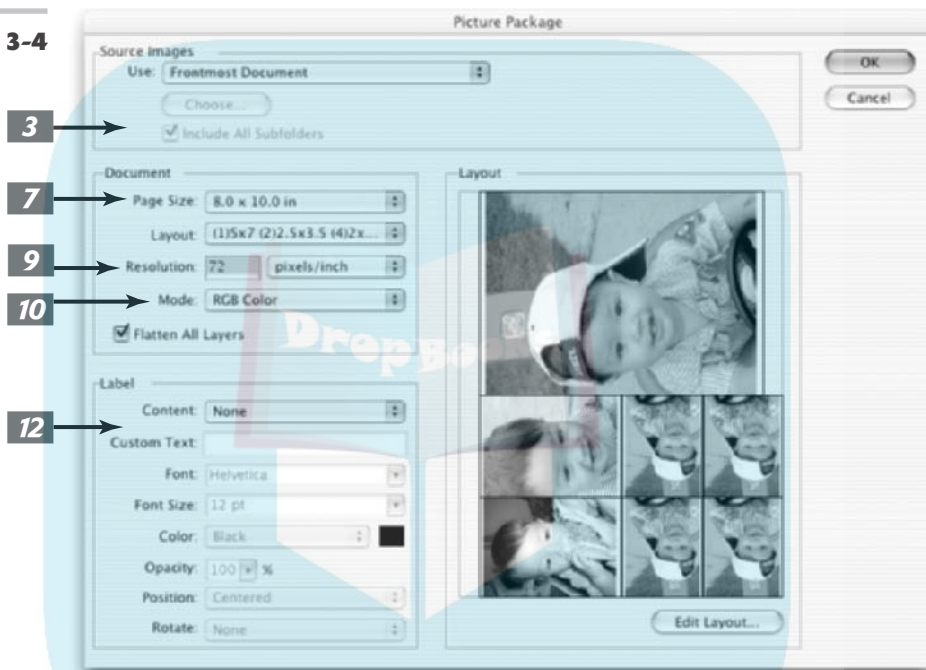 Picture Package
3-4
Source Images
Use: Frontmost Document
OK
Choose...
Cancel
3
Include All Subfolders
Document
7
Page Size: 8.0 x 10.0 in
Layout: (1)5x7 (2)2.5x3.5 (4)2x...
9
Resolution: 72 pixels/inch
10
Mode: RGB Color
Flatten All Layers
Label
12
Content: None
Custom Text:
Font: Helvetica
Font Size: 12 pt
Color: Black
Opacity: 100 %
Position: Centered
Rotate: None
Layout
Edit Layout...